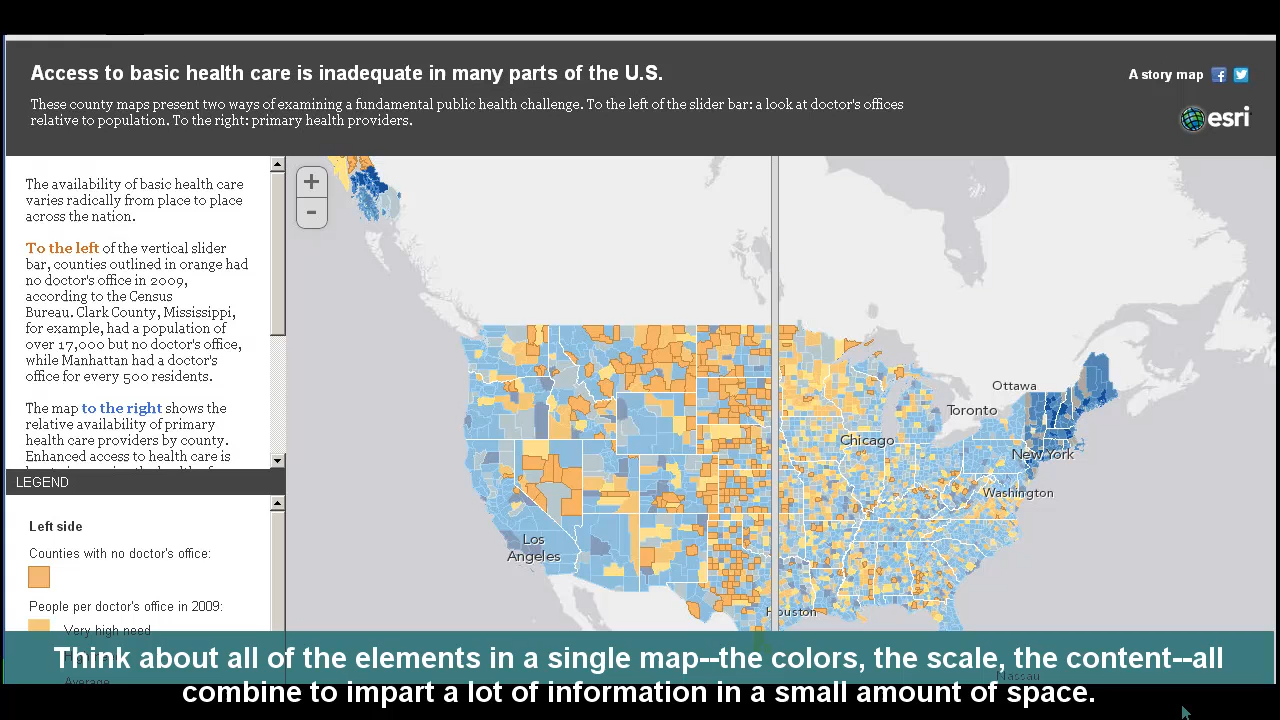 Access to basic health care is inadequate in many parts of the U.S.
A story map
These county maps present two ways of examining a fundamental public health challenge. To the left of the slider bar: a look at doctor's offices
relative to population. To the right: primary health providers.
esri
The availability of basic health care
varies radically from place to place
across the nation.
To the left of the vertical slider
bar, counties outlined in orange had
no doctor's office in 2009,
according to the Census
Bureau. Clark County, Mississippi,
for example, had a population of
over 17,000 but no doctor's office,
while Manhattan had a doctor's
office for every 500 residents.
The map to the right shows the
relative availability of primary
health care providers by county.
Enhanced access to health care is
+
-
Ottawa
Toronto
Chicago
New York
Washington
Los
Angeles
Houston
Nassau
LEGEND
Left side
Counties with no doctor's office:
People per doctor's office in 2009:
Very high need
Average
Think about all of the elements in a single map--the colors, the scale, the content--all
combine to impart a lot of information in a small amount of space.